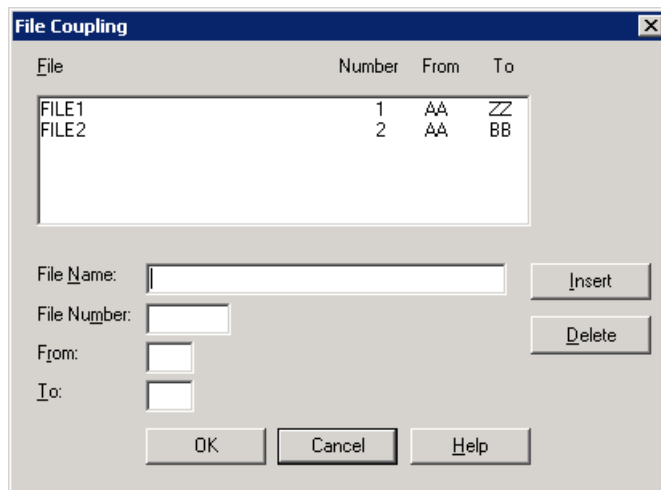 File Coupling
File Number From To
FILE1 1 AA ZZ
FILE2 2 AA BB
File Name:
Insert
File Number:
Delete
From:
To:
OK Cancel Help